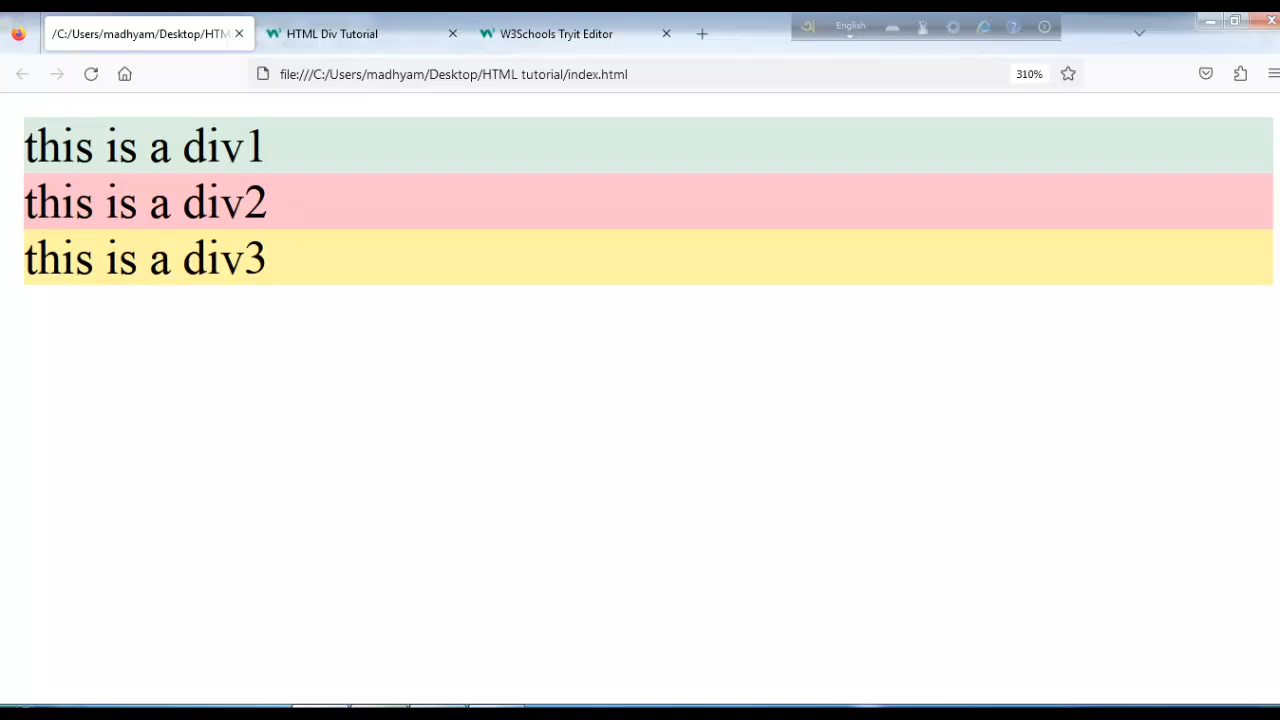 /C:/Users/madhyam/Desktop/HTM
HTML Div Tutorial
W3Schools Tryit Editor
English
file:///C:/Users/madhyam/Desktop/HTML tutorial/index.html
310%
this is a div1
this is a div2
this is a div3